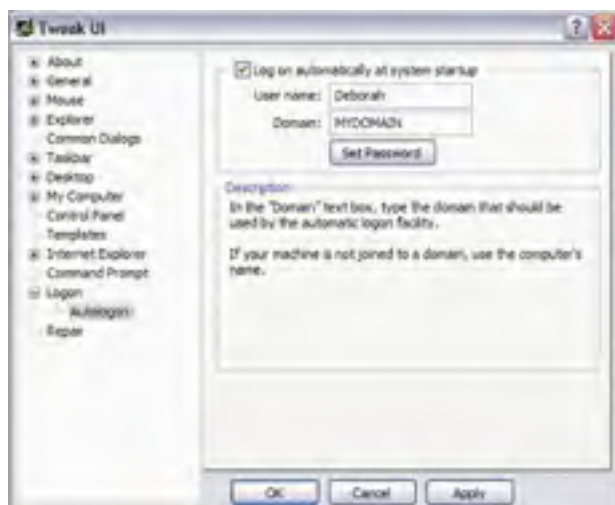 Tweak UI
About
General
Mouse
Explorer
Common Dialogs
Taskbar
Desktop
My Computer
Control Panel
Templates
Internet Explorer
Command Prompt
Logon
Autologon
Repair
Log on automatically at system startup
User name: Deborah
Domain: MYDOMAIN
Set Password
Description
In the "Domain" text box, type the domain that should be
used by the automatic logon facility.
If your machine is not joined to a domain, use the computer's
name.
OK
Cancel
Apply